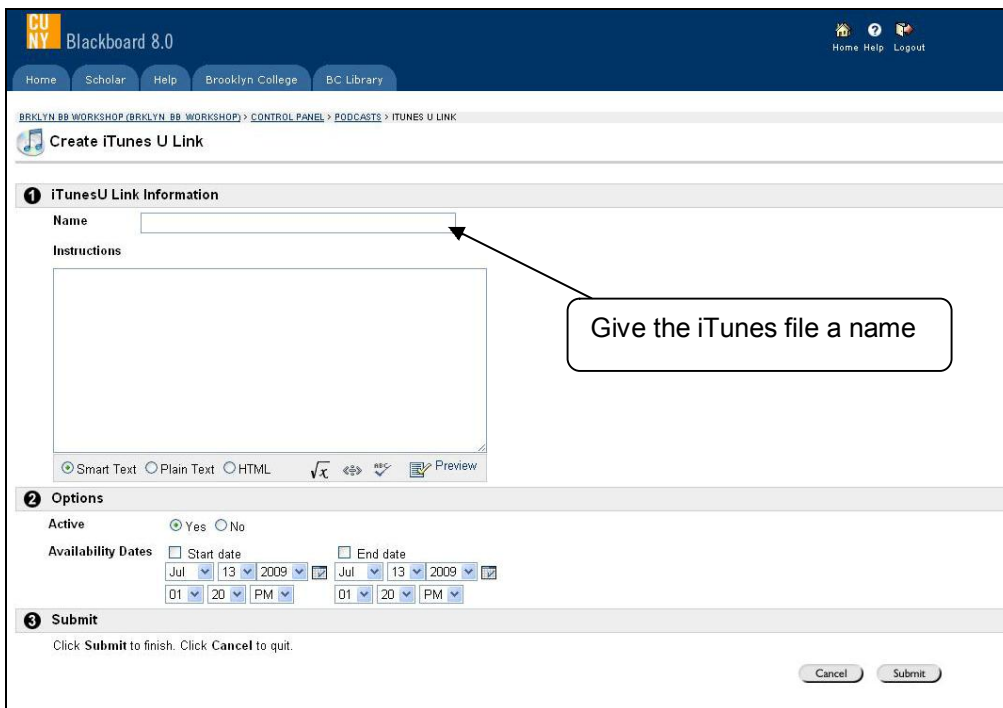 CU
NY
Blackboard 8.0
Home Help Logout
Home Scholar Help Brooklyn College BC Library
BRKLYN BB WORKSHOP (BRKLYN_BB_WORKSHOP) > CONTROL PANEL > PODCASTS > ITUNES U LINK
Create iTunes U Link
1 iTunesU Link Information
Name
Instructions
Give the iTunes file a name
Smart Text Plain Text HTML √x ABC Preview
2 Options
Active Yes No
Availability Dates Start date End date
Jul 13 2009 Jul 13 2009
01 20 PM 01 20 PM
3 Submit
Click Submit to finish. Click Cancel to quit.
Cancel Submit